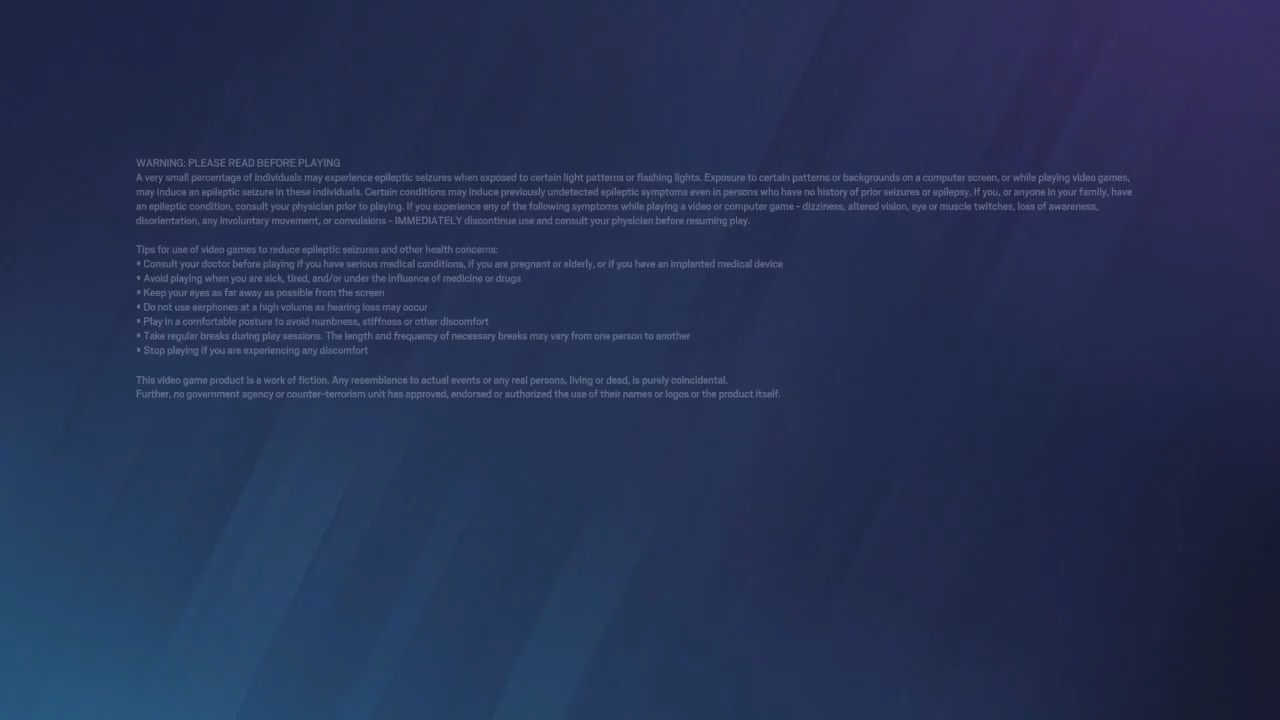 WARNING: PLEASE READ BEFORE PLAYING
A very small percentage of individuals may experience epileptic seizures when exposed to certain light patterns or flashing lights. Exposure to certain patterns or backgrounds on a computer screen, or while playing video games,
may induce an epileptic seizure in these individuals. Certain conditions may induce previously undetected epileptic symptoms even in persons who have no history of prior seizures or epilepsy. If you, or anyone in your family, have
an epileptic condition, consult your physician prior to playing. If you experience any of the following symptoms while playing a video or computer game - dizziness, altered vision, eye or muscle twitches, loss of awareness,
disorientation, any involuntary movement, or convulsions - IMMEDIATELY discontinue use and consult your physician before resuming play.
Tips for use of video games to reduce epileptic seizures and other health concerns:
• Consult your doctor before playing if you have serious medical conditions, if you are pregnant or elderly, or if you have an implanted medical device
• Avoid playing when you are sick, tired, and/or under the influence of medicine or drugs
• Keep your eyes as far away as possible from the screen
• Do not use earphones at a high volume as hearing loss may occur
• Play in a comfortable posture to avoid numbness, stiffness or other discomfort
• Take regular breaks during play sessions. The length and frequency of necessary breaks may vary from one person to another
• Stop playing if you are experiencing any discomfort
This video game product is a work of fiction. Any resemblance to actual events or any real persons, living or dead, is purely coincidental.
Further, no government agency or counter-terrorism unit has approved, endorsed or authorized the use of their names or logos or the product itself.